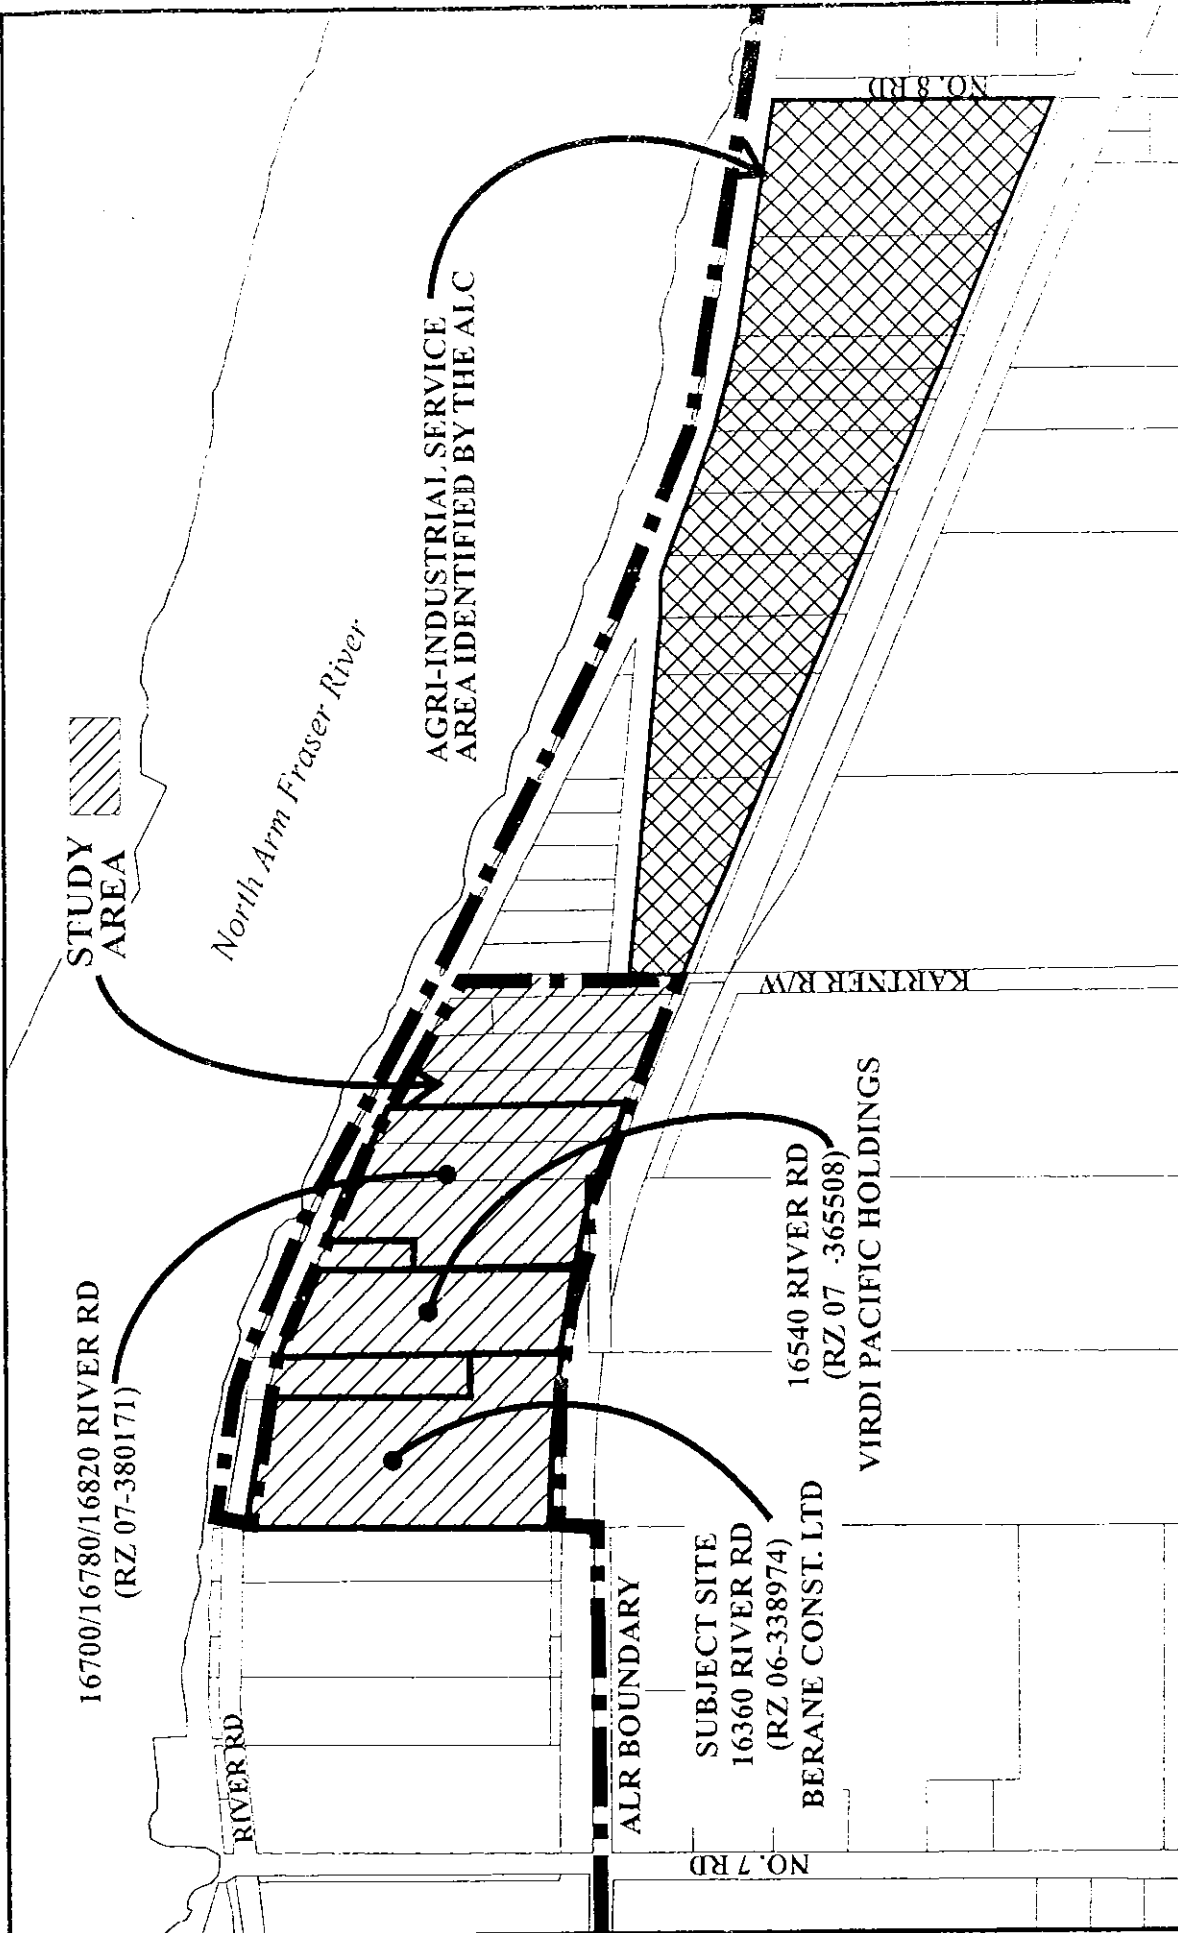 STUDY
AREA
North Arm Fraser River
AGRI-INDUSTRIAL SERVICE
AREA IDENTIFIED BY THE ALC
NO. 8 RD
16700/16780/16820 RIVER RD
(RZ 07-380171)
RIVER RD
ALR BOUNDARY
SUBJECT SITE
16360 RIVER RD
(RZ 06-338974)
BERANE CONST. LTD
16540 RIVER RD
(RZ 07 -365508)
VIRDI PACIFIC HOLDINGS
KARTNER R/W
NO. 7 RD